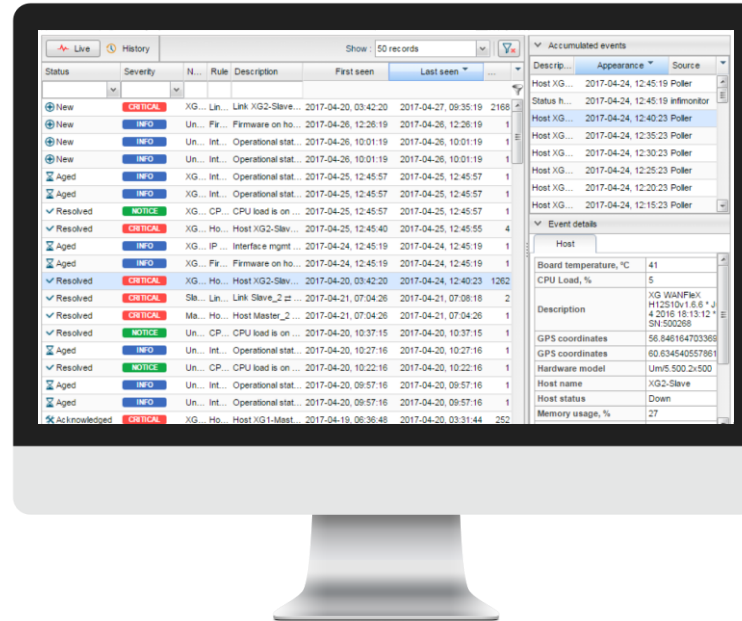 Live History Show : 50 records
Status Severity N... Rule Description First seen Last seen ...
New CRITICAL XG... Lin... Link XG2-Slave... 2017-04-20, 03:42:20 2017-04-27, 09:35:19 2168
New INFO Un... Fir... Firmware on ho... 2017-04-26, 12:26:19 2017-04-26, 12:26:19 1
New INFO Un... Int... Operational stat... 2017-04-26, 10:01:19 2017-04-26, 10:01:19 1
New INFO Un... Int... Operational stat... 2017-04-26, 10:01:19 2017-04-26, 10:01:19 1
Aged INFO XG... Int... Operational stat... 2017-04-25, 12:45:57 2017-04-25, 12:45:57 1
Aged INFO XG... Int... Operational stat... 2017-04-25, 12:45:57 2017-04-25, 12:45:57 1
Resolved NOTICE XG... CP... CPU load is on ... 2017-04-25, 12:45:57 2017-04-25, 12:45:57 1
Resolved CRITICAL XG... Ho... Host XG2-Slav... 2017-04-25, 12:45:40 2017-04-25, 12:45:55 4
Aged INFO XG... IP ... Interface mgmt ... 2017-04-24, 12:45:19 2017-04-24, 12:45:19 1
Aged INFO XG... Fir... Firmware on ho... 2017-04-24, 12:45:19 2017-04-24, 12:45:19 1
Resolved CRITICAL XG... Ho... Host XG2-Slav... 2017-04-20, 03:42:20 2017-04-24, 12:40:23 1262
Resolved CRITICAL Sla... Lin... Link Slave_2 ⇄ ... 2017-04-21, 07:04:26 2017-04-21, 07:08:18 2
Resolved CRITICAL Ma... Ho... Host Master_2 ... 2017-04-21, 07:04:26 2017-04-21, 07:04:26 1
Resolved NOTICE Un... CP... CPU load is on ... 2017-04-20, 10:37:15 2017-04-20, 10:37:15 1
Aged INFO Un... Int... Operational stat... 2017-04-20, 10:27:16 2017-04-20, 10:27:16 1
Resolved NOTICE Un... CP... CPU load is on ... 2017-04-20, 10:22:16 2017-04-20, 10:22:16 1
Aged INFO Un... Int... Operational stat... 2017-04-20, 09:57:16 2017-04-20, 09:57:16 1
Aged INFO Un... Int... Operational stat... 2017-04-20, 09:57:16 2017-04-20, 09:57:16 1
Acknowledged CRITICAL XG... Ho... Host XG1-Mast... 2017-04-19, 06:36:48 2017-04-20, 03:31:44 252
Accumulated events
Descrip... Appearance Source
Host XG... 2017-04-24, 12:45:19 Poller
Status h... 2017-04-24, 12:45:19 infimonitor
Host XG... 2017-04-24, 12:40:23 Poller
Host XG... 2017-04-24, 12:35:23 Poller
Host XG... 2017-04-24, 12:30:23 Poller
Host XG... 2017-04-24, 12:25:23 Poller
Host XG... 2017-04-24, 12:20:23 Poller
Host XG... 2017-04-24, 12:15:23 Poller
Event details
Host
Board temperature, °C 41
CPU Load, % 5
Description XG WANFleX
H12S10v1.6.6 * J
4 2016 18:13:12 *
SN:500268
GPS coordinates 56.846164703369
GPS coordinates 60.634540557861
Hardware model Um/5.500.2x500
Host name XG2-Slave
Host status Down
Memory usage, % 27